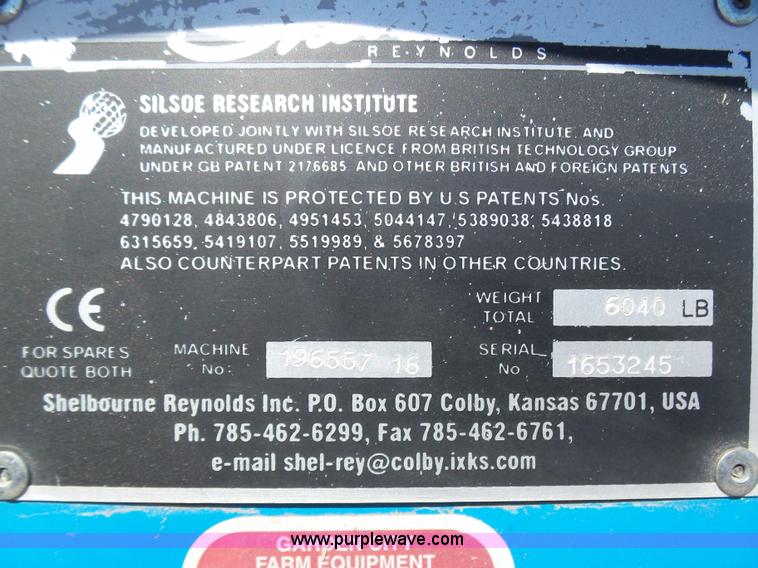 REYNOLDS
SILSOE RESEARCH INSTITUTE
DEVELOPED JOINTLY WITH SILSOE RESEARCH INSTITUTE. AND
MANUFACTURED UNDER LICENCE FROM BRITISH TECHNOLOGY GROUP
UNDER GB PATENT 2176685 AND OTHER BRITISH AND FOREIGN PATENTS
THIS MACHINE IS PROTECTED BY U.S PATENTS Nos.
4790128, 4843806, 4951453, 5044147, 5389038, 5438818
6315659, 5419107, 5519989, & 5678397
ALSO COUNTERPART PATENTS IN OTHER COUNTRIES.
CE
WEIGHT TOTAL 6040 LB
FOR SPARES QUOTE BOTH
MACHINE No: 196557 16
SERIAL No 1653245
Shelbourne Reynolds Inc. P.O. Box 607 Colby, Kansas 67701, USA
Ph. 785-462-6299, Fax 785-462-6761,
e-mail shel-rey@colby.ixks.com
www.purplewave.com
GARDEN CITY
FARM EQUIPMENT